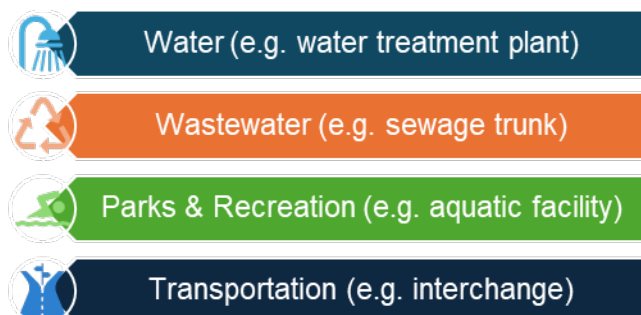 Water (e.g. water treatment plant)
Wastewater (e.g. sewage trunk)
Parks & Recreation (e.g. aquatic facility)
Transportation (e.g. interchange)